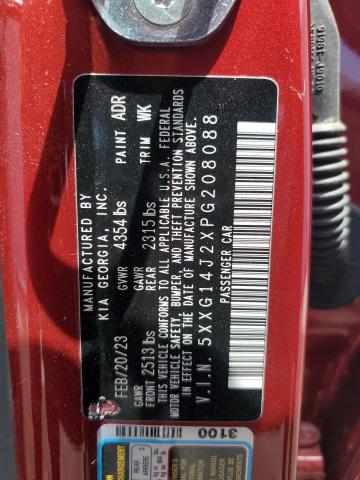 MANUFACTURED BY
KIA GEORGIA, INC.
FEB/20/23 GVWR 4354 lbs PAINT ADR
GAWR FRONT 2513 lbs GAWR REAR 2315 lbs TRIM WK
THIS VEHICLE CONFORMS TO ALL APPLICABLE U.S.A. FEDERAL
MOTOR VEHICLE SAFETY, BUMPER, AND THEFT PREVENTION STANDARDS
IN EFFECT ON THE DATE OF MANUFACTURE SHOWN ABOVE.
V.I.N. 5XXG14J2XPG208088
PASSENGER CAR
3100
REAR
ARRIÈRE